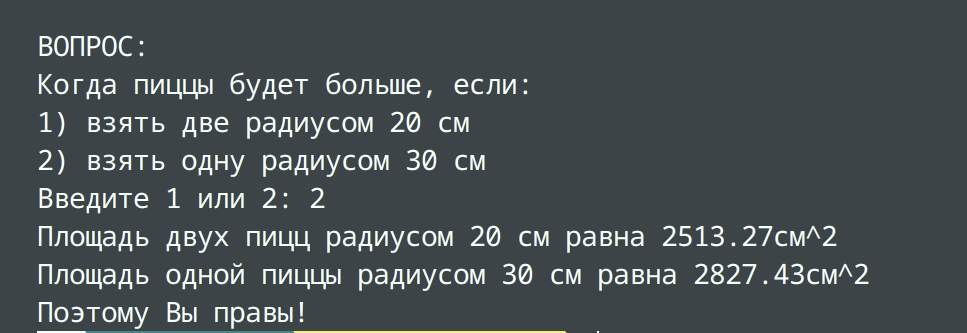 ВОПРОС:
Когда пиццы будет больше, если:
1) взять две радиусом 20 см
2) взять одну радиусом 30 см
Введите 1 или 2: 2
Площадь двух пицц радиусом 20 см равна 2513.27см^2
Площадь одной пиццы радиусом 30 см равна 2827.43см^2
Поэтому Вы правы!